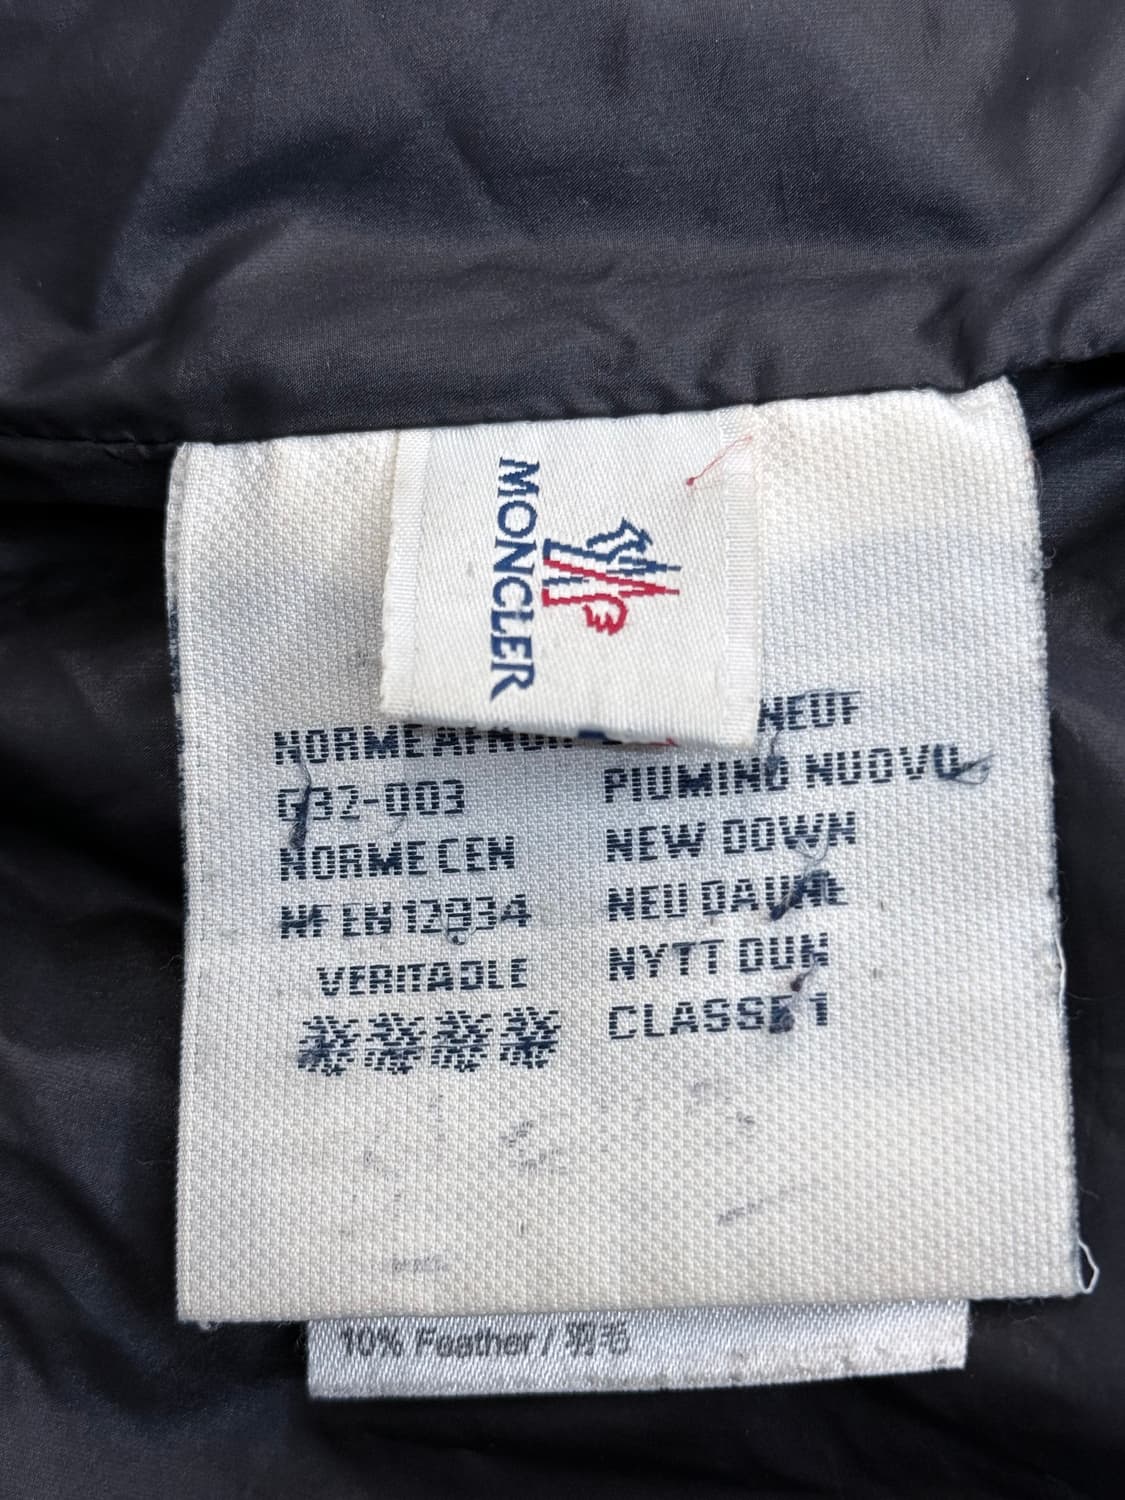 MONCLER
NORME AFNOR
G32-003
NORME CEN
NF EN 12934
VERITABLE
NEUF
PIUMINO NUOVO
NEW DOWN
NEU DAUNE
NYTT DUN
CLASSE 1
10% Feather / 羽毛